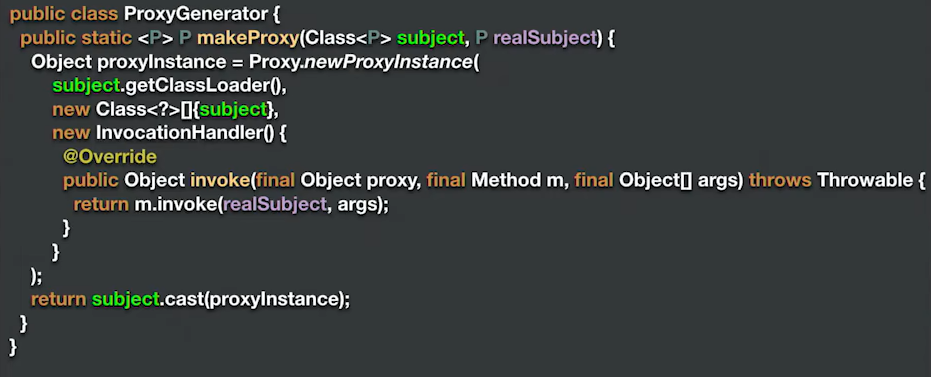 public class ProxyGenerator {
public static <P> P makeProxy(Class<P> subject, P realSubject) {
Object proxyInstance = Proxy.newProxyInstance(
subject.getClassLoader(),
new Class<?>[]{subject},
new InvocationHandler() {
@Override
public Object invoke(final Object proxy, final Method m, final Object[] args) throws Throwable {
return m.invoke(realSubject, args);
}
}
);
return subject.cast(proxyInstance);
}
}